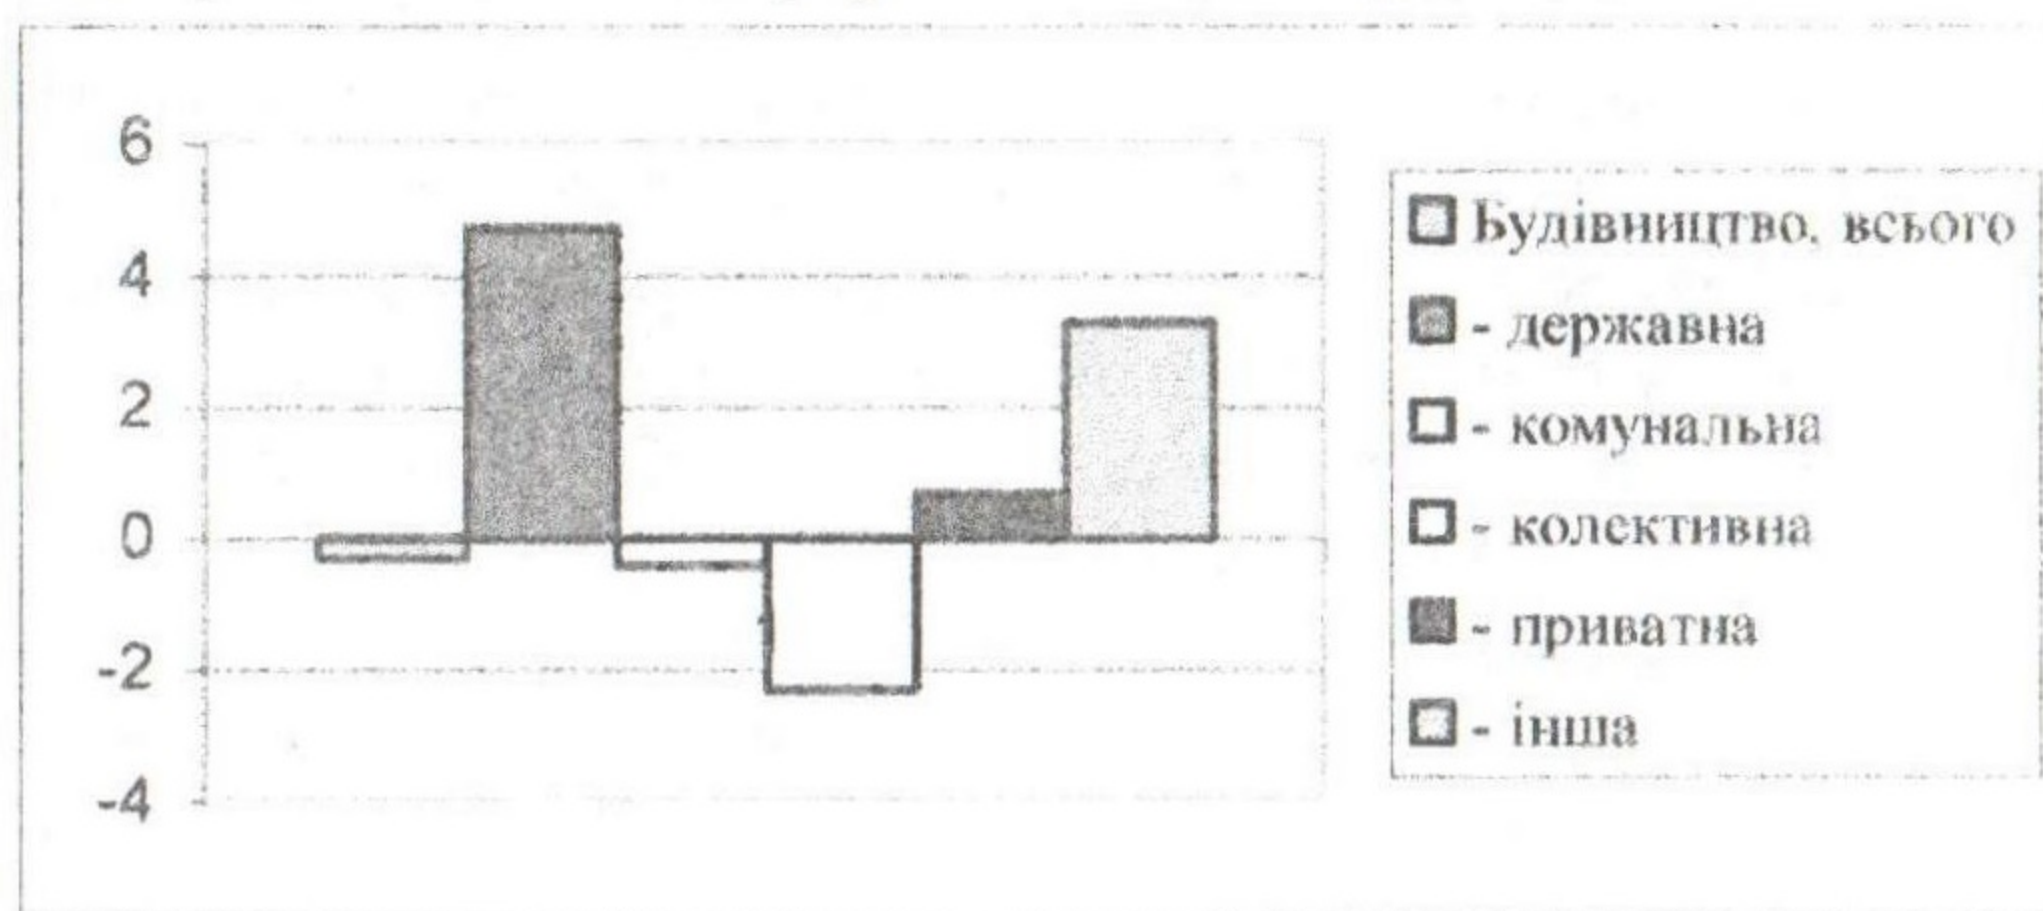 6
4
2
0
-2
-4
Будівництво, всього
- державна
- комунальна
- колективна
- приватна
- інша